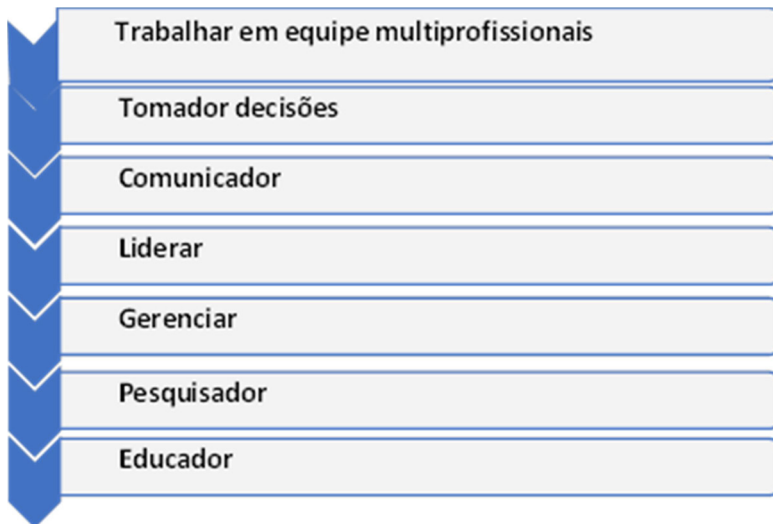 Trabalhar em equipe multiprofissionais
Tomador decisões
Comunicador
Liderar
Gerenciar
Pesquisador
Educador